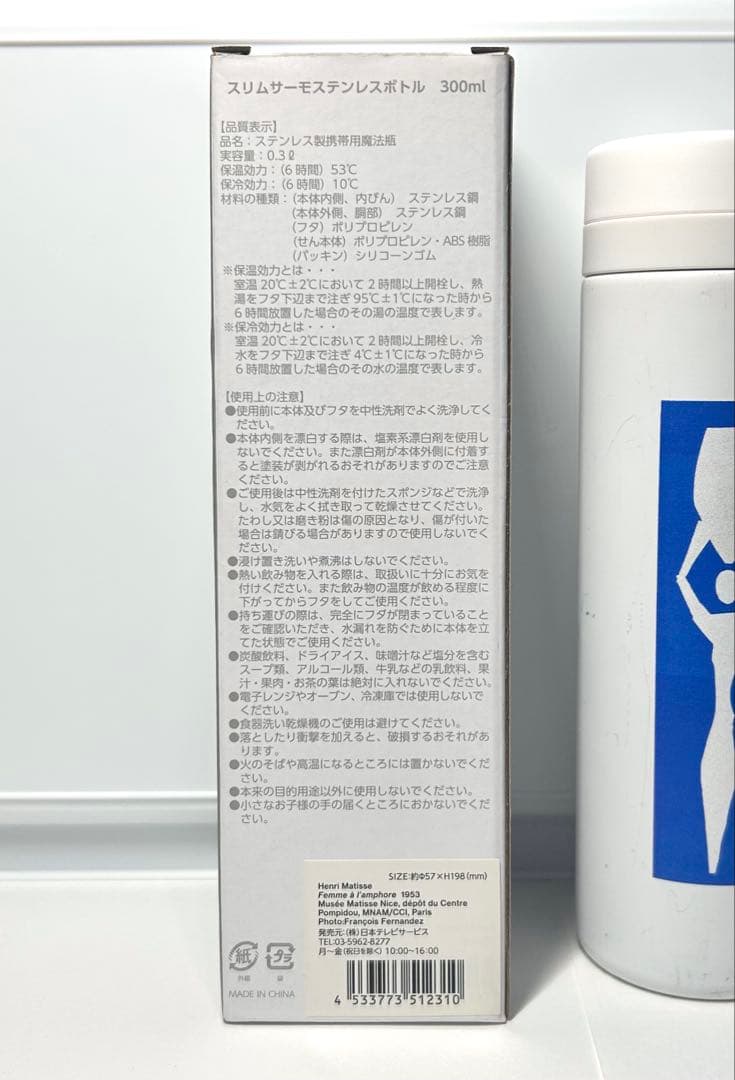 スリムサーモステンレスボトル　300ml
【品質表示】
品名：ステンレス製携帯用魔法瓶
実容量：0.3ℓ
保温効力：（6時間）53℃
保冷効力：（6時間）10℃
材料の種類：（本体内側、内びん）　ステンレス鋼
（本体外側、胴部）　ステンレス鋼
（フタ）ポリプロピレン
（せん本体）ポリプロピレン・ABS樹脂
（パッキン）シリコーンゴム
※保温効力とは・・・
室温20℃±2℃において2時間以上開栓し、熱
湯をフタ下辺まで注ぎ95℃±1℃になった時から
6時間放置した場合のその湯の温度で表します。
※保冷効力とは・・・
室温20℃±2℃において2時間以上開栓し、冷
水をフタ下辺まで注ぎ4℃±1℃になった時から
6時間放置した場合のその水の温度で表します。
【使用上の注意】
●使用前に本体及びフタを中性洗剤でよく洗浄してく
ださい。
●本体内側を漂白する際は、塩素系漂白剤を使用し
ないでください。また漂白剤が本体外側に付着す
ると塗装が剥がれるおそれがありますのでご注意
ください。
●ご使用後は中性洗剤を付けたスポンジなどで洗浄
し、水気をよく拭き取って乾燥させてください。
たわし又は磨き粉は傷の原因となり、傷が付いた
場合は錆びる場合がありますので使用しないでく
ださい。
●浸け置き洗いや煮沸はしないでください。
●熱い飲み物を入れる際は、取扱いに十分にお気を
付けください。また飲み物の温度が飲める程度に
下がってからフタをしてご使用ください。
●持ち運びの際は、完全にフタが閉まっていること
をご確認いただき、水漏れを防ぐために本体を立
てた状態でご使用ください。
●炭酸飲料、ドライアイス、味噌汁など塩分を含む
スープ類、アルコール類、牛乳などの乳飲料、果
汁・果肉・お茶の葉は絶対に入れないでください。
●電子レンジやオーブン、冷凍庫では使用しないで
ください。
●食器洗い乾燥機のご使用は避けてください。
●落としたり衝撃を加えると、破損するおそれがあ
ります。
●火のそばや高温になるところには置かないでくだ
さい。
●本来の目的用途以外に使用しないでください。
●小さなお子様の手の届くところにおかないでくだ
さい。
SIZE:約Φ57×H198(mm)
Henri Matisse
Femme à l'amphore 1953
Musée Matisse Nice, dépôt du Centre
Pompidou, MNAM/CCI, Paris
Photo:François Fernandez
発売元：（株）日本テレビサービス
TEL:03-5962-8277
月〜金（祝日を除く）10:00〜16:00
紙
プラ
外箱
袋
MADE IN CHINA
4 533773 512310